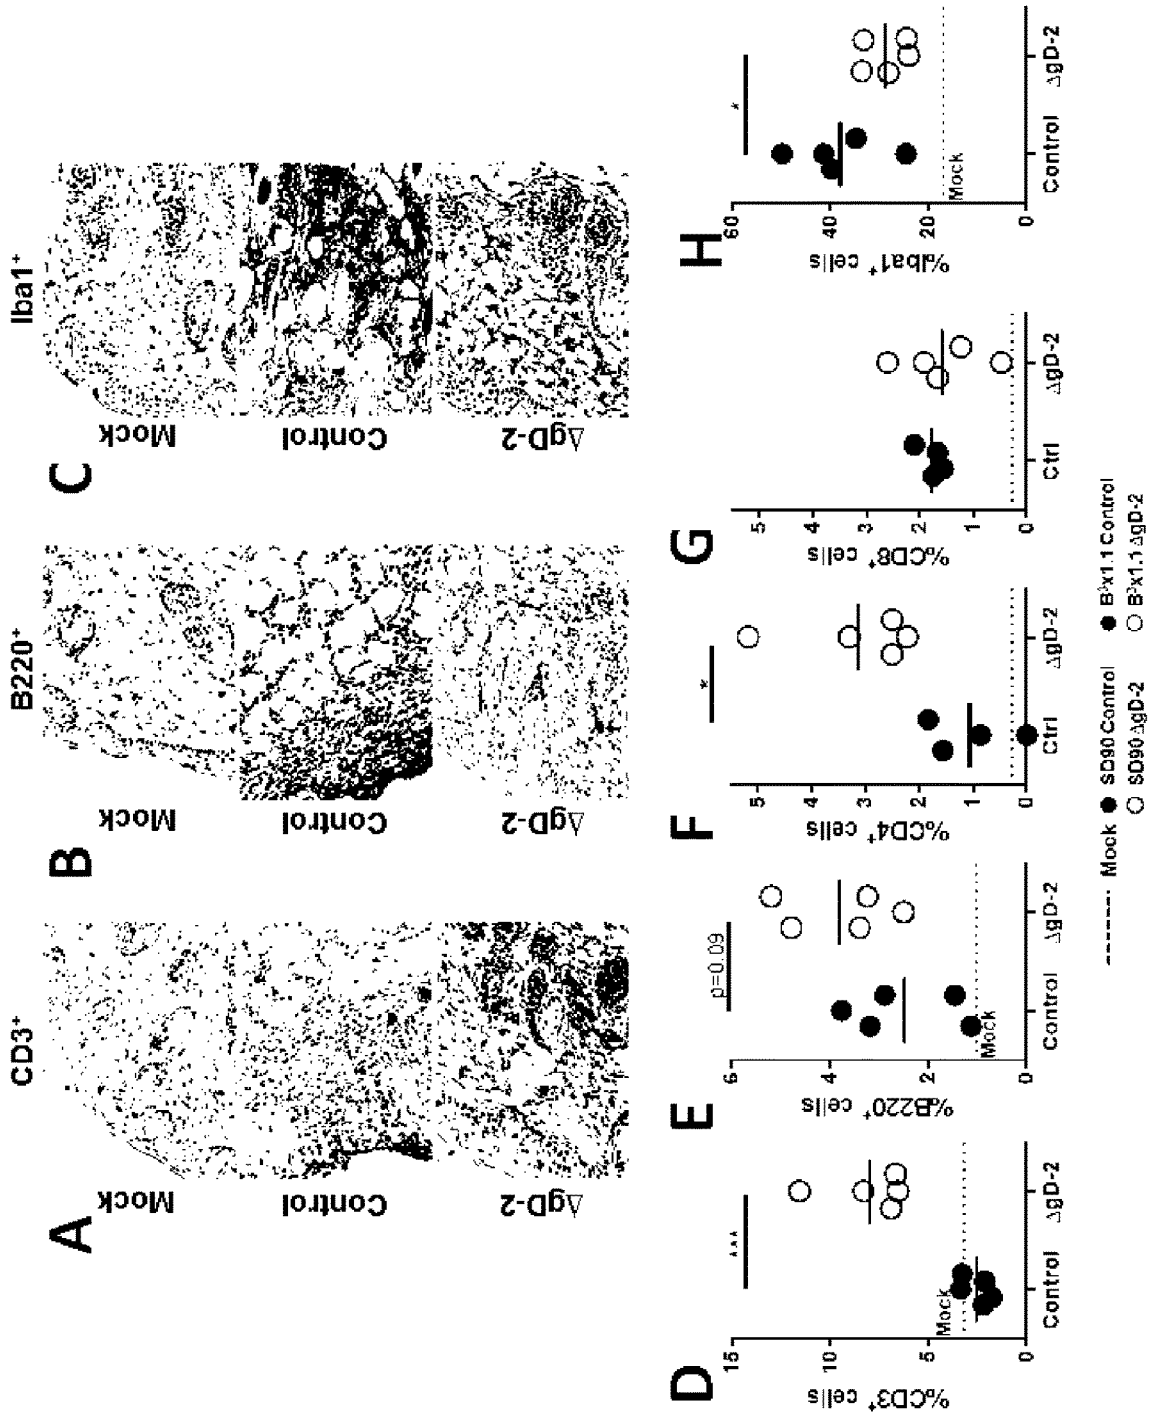 A
CD3⁺
Mock
Control
ΔgD-2
B
B220⁺
Mock
Control
ΔgD-2
C
Iba1⁺
Mock
Control
ΔgD-2
D
%CD3⁺ cells
15
10
5
0
***
Mock
Control
ΔgD-2
E
%B220⁺ cells
6
4
2
0
p=0.09
Mock
Control
ΔgD-2
F
%CD4⁺ cells
5
4
3
2
1
0
*
Ctrl
ΔgD-2
G
%CD8⁺ cells
5
4
3
2
1
0
Ctrl
ΔgD-2
H
%Iba1⁺ cells
60
40
20
0
*
Mock
Control
ΔgD-2
Mock
SD90 Control
B³x1.1 Control
SD90 ΔgD-2
B³x1.1 ΔgD-2